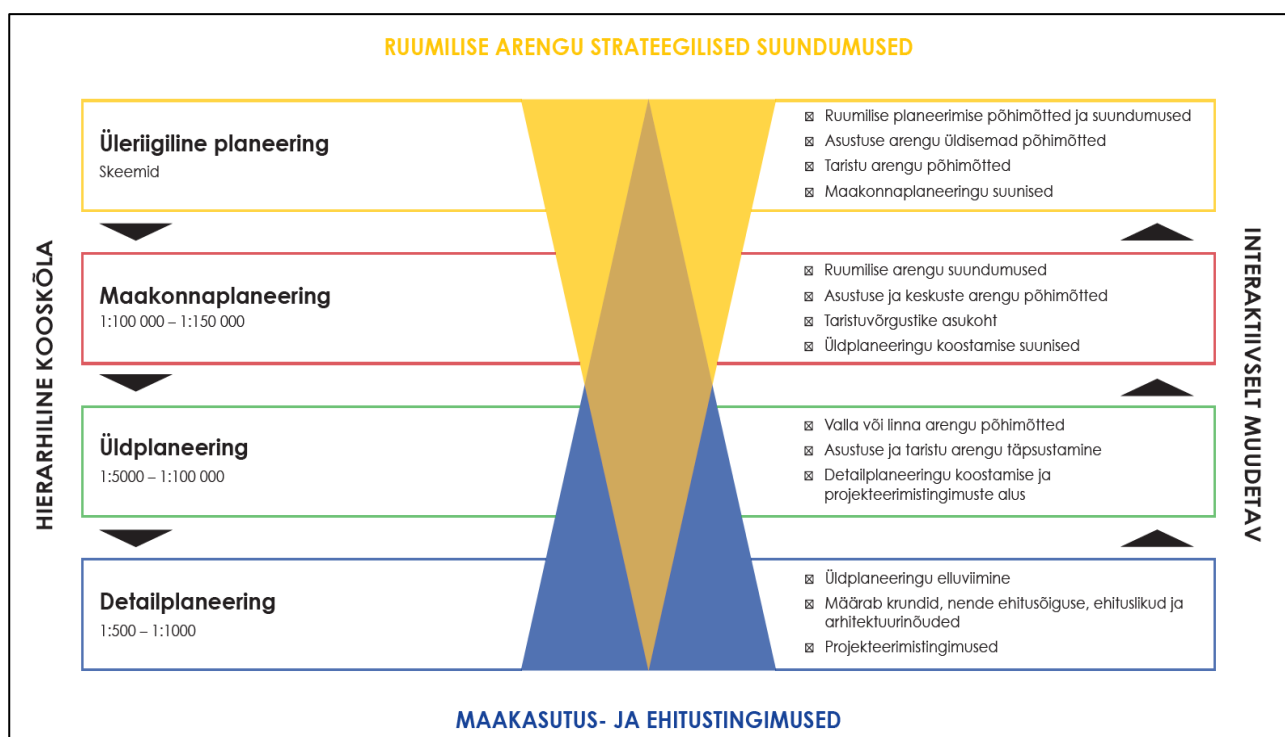 RUUMILISE ARENGU STRATEEGILISED SUUNDUMUSED
HIERARHILINE KOOSKÕLA
Üleriigiline planeering
Skeemid
Ruumilise planeerimise põhimõtted ja suundumused
Asustuse arengu üldisemad põhimõtted
Taristu arengu põhimõtted
Maakonnaplaneeringu suunised
Maakonnaplaneering
1:100 000 – 1:150 000
Ruumilise arengu suundumused
Asustuse ja keskuste arengu põhimõtted
Taristuvõrgustike asukoht
Üldplaneeringu koostamise suunised
Üldplaneering
1:5000 – 1:100 000
Valla või linna arengu põhimõtted
Asustuse ja taristu arengu täpsustamine
Detailplaneeringu koostamise ja
projekteerimistingimuste alus
Detailplaneering
1:500 – 1:1000
Üldplaneeringu elluviimine
Määrab krundid, nende ehitusõiguse, ehituslikud ja
arhitektuurinõuded
Projekteerimistingimused
INTERAKTIIVSELT MUUDETAV
MAAKASUTUS- JA EHITUSTINGIMUSED